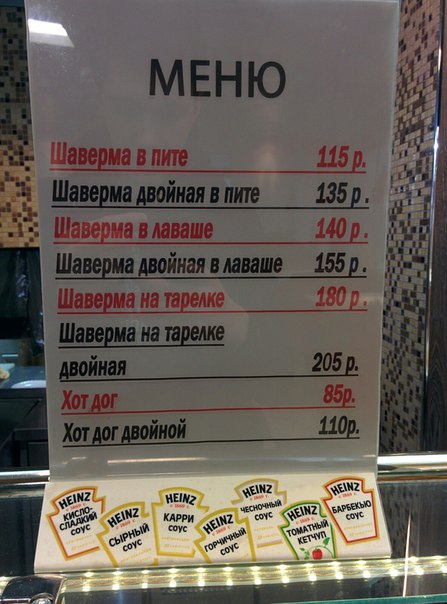 МЕНЮ
Шаверма в пите 115 р.
Шаверма двойная в пите 135 р .
Шаверма в лаваше 140 р .
Шаверма двойная в лаваше 155 р .
Шаверма на тарелке 180 р .
Шаверма на тарелке
двойная 205 р.
Хот дог 85р.
Хот дог двойной 110р.
HEINZ
КИСЛО-
СЛАДКИЙ
СОУС
HEINZ
СЫРНЫЙ
СОУС
HEINZ
КАРРИ
СОУС
HEINZ
ГОРЧИЧНЫЙ
СОУС
HEINZ
ЧЕСНОЧНЫЙ
СОУС
HEINZ
ТОМАТНЫЙ
КЕТЧУП
HEINZ
БАРБЕКЬЮ
СОУС